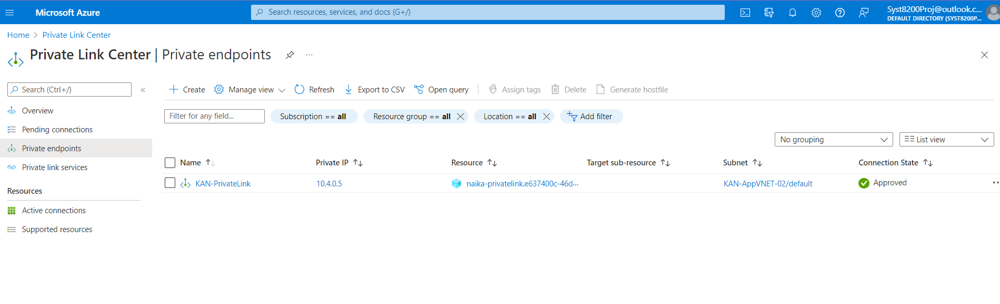 Microsoft Azure
Search resources, services, and docs (G+/)
Syst8200Proj@outlook.c...
DEFAULT DIRECTORY (SYST8200P...
Home > Private Link Center
Private Link Center | Private endpoints
Search (Ctrl+/)
Create Manage view Refresh Export to CSV Open query Assign tags Delete Generate hostfile
Overview
Pending connections
Private endpoints
Private link services
Resources
Active connections
Supported resources
Filter for any field...
Subscription == all
Resource group == all
Location == all
Add filter
No grouping
List view
Name Private IP Resource Target sub-resource Subnet Connection State
KAN-PrivateLink 10.4.0.5 naika-privatelink.e637400c-46d... KAN-AppVNET-02/default Approved